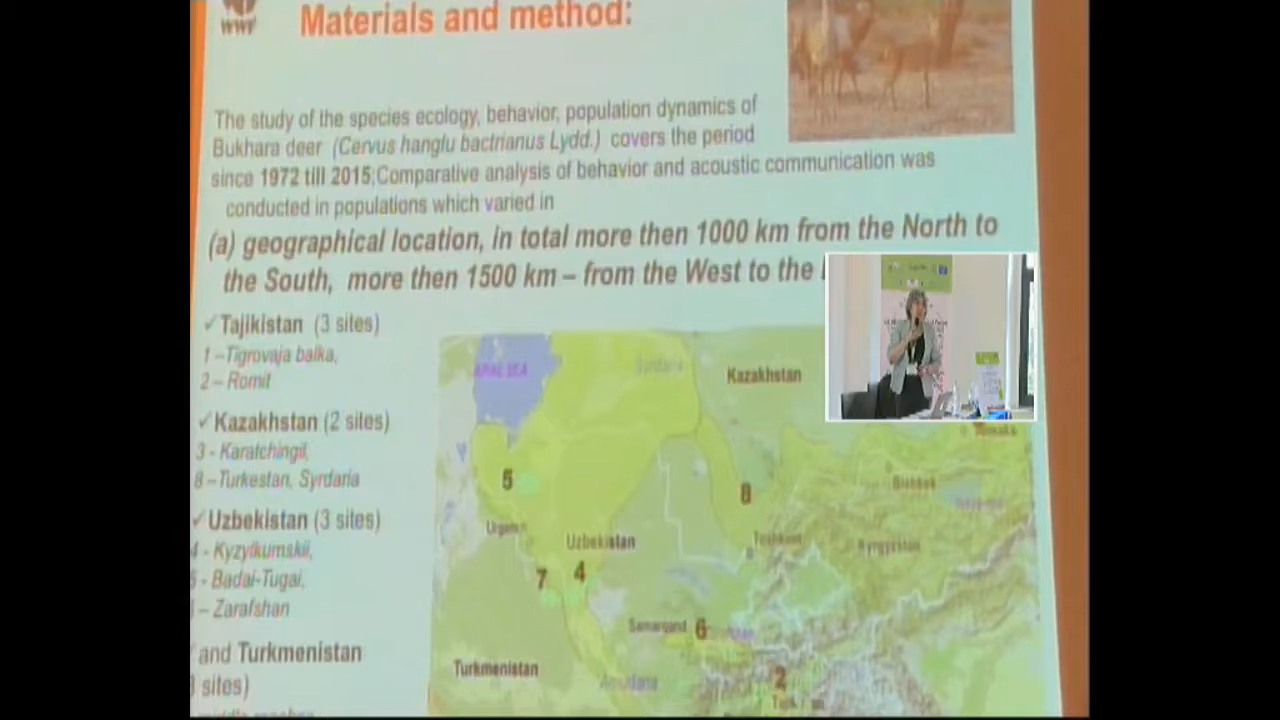 WWF
Materials and method:
The study of the species ecology, behavior, population dynamics of
Bukhara deer (Cervus hanglu bactrianus Lydd.) covers the period
since 1972 till 2015;Comparative analysis of behavior and acoustic communication was
conducted in populations which varied in
(a) geographical location, in total more then 1000 km from the North to
the South, more then 1500 km – from the West to the
✓Tajikistan (3 sites)
1 –Tigrovaja balka,
2 – Romit
✓Kazakhstan (2 sites)
3 - Karatchingil,
8 –Turkestan, Syrdaria
✓Uzbekistan (3 sites)
4 - Kyzylkumskii,
5 - Badai-Tugai,
– Zarafshan
and Turkmenistan
sites)
ARAL SEA
Syrdaria
Kazakhstan
5
8
Bishkek
Urgench
Uzbekistan
Tashkent
Kyrgyzstan
7
4
Samarqand
6
Turkmenistan
Amudaria
2